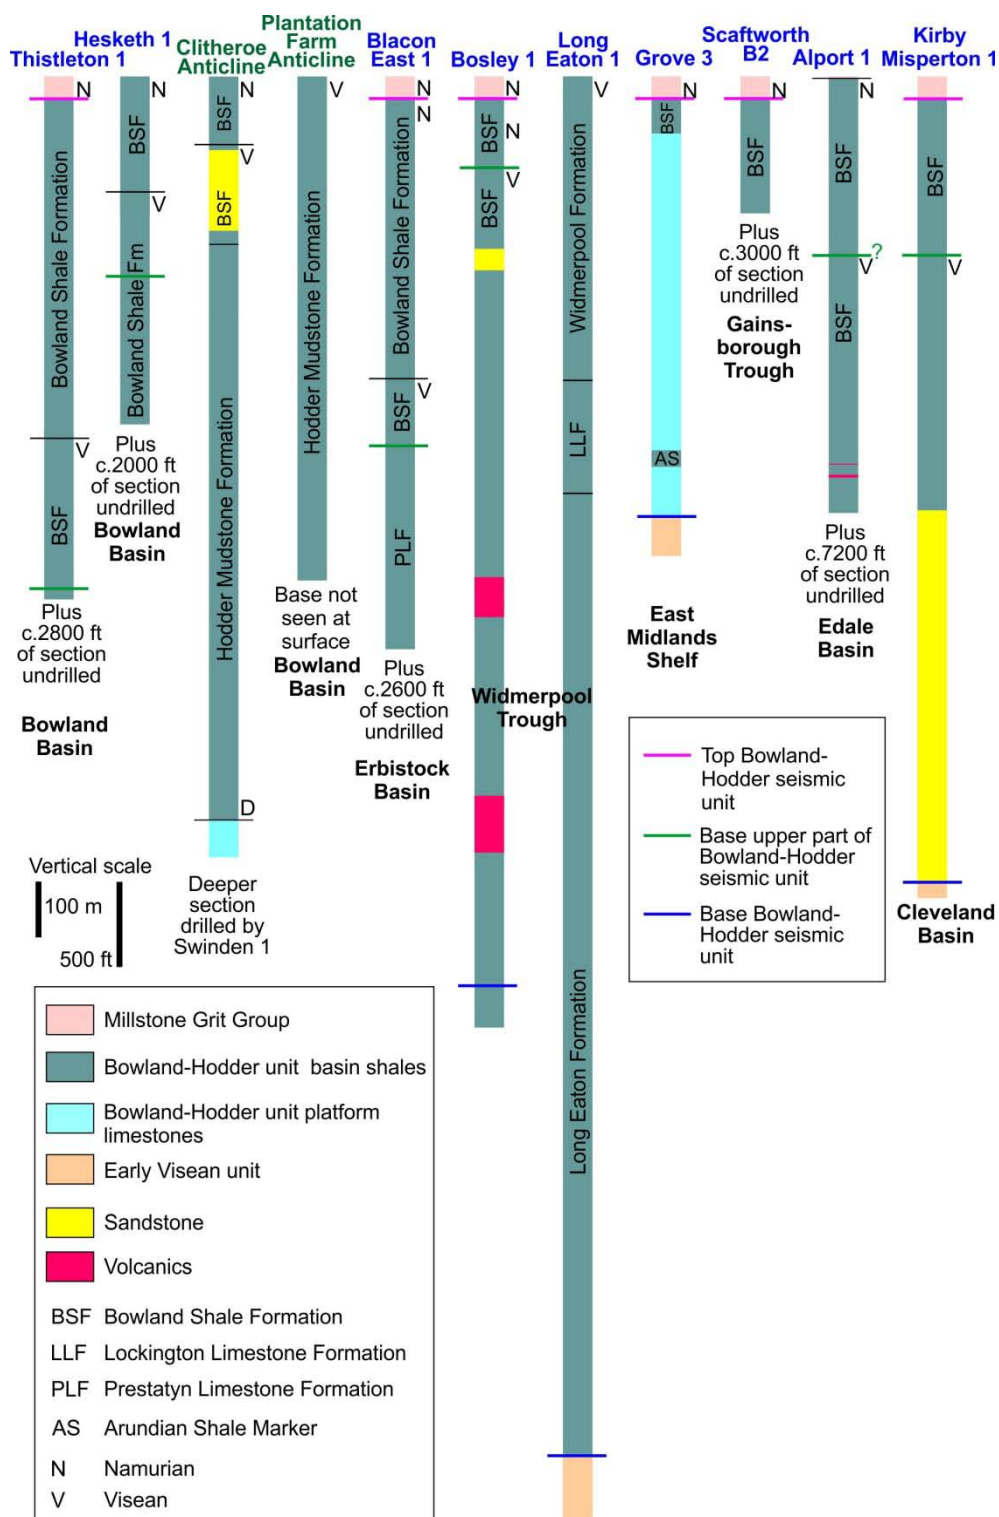 Thistleton 1
N
Bowland Shale Formation
V
BSF
Plus
c.2800 ft
of section
undrilled
Bowland
Basin
Hesketh 1
N
BSF
V
Bowland Shale Fm
Plus
c.2000 ft
of section
undrilled
Bowland
Basin
Clitheroe
Anticline
N
BSF
V
BSF
Hodder Mudstone Formation
D
Deeper
section
drilled by
Swinden 1
Plantation
Farm
Anticline
V
Hodder Mudstone Formation
Base not
seen at
surface
Bowland
Basin
Blacon
East 1
N
N
Bowland Shale Formation
V
BSF
PLF
Plus
c.2600 ft
of section
undrilled
Erbistock
Basin
Bosley 1
N
BSF
N
V
BSF
Widmerpool
Trough
Long
Eaton 1
V
Widmerpool Formation
LLF
Long Eaton Formation
Grove 3
N
BSF
AS
East
Midlands
Shelf
Scaftworth
B2
N
BSF
Plus
c.3000 ft
of section
undrilled
Gains-
borough
Trough
Alport 1
N
BSF
?
V
BSF
Plus
c.7200 ft
of section
undrilled
Edale
Basin
Kirby
Misperton 1
N
BSF
V
Cleveland
Basin
Vertical scale
100 m
500 ft
Top Bowland-
Hodder seismic
unit
Base upper part of
Bowland-Hodder
seismic unit
Base Bowland-
Hodder seismic
unit
Millstone Grit Group
Bowland-Hodder unit basin shales
Bowland-Hodder unit platform
limestones
Early Visean unit
Sandstone
Volcanics
BSF Bowland Shale Formation
LLF Lockington Limestone Formation
PLF Prestatyn Limestone Formation
AS Arundian Shale Marker
N Namurian
V Visean